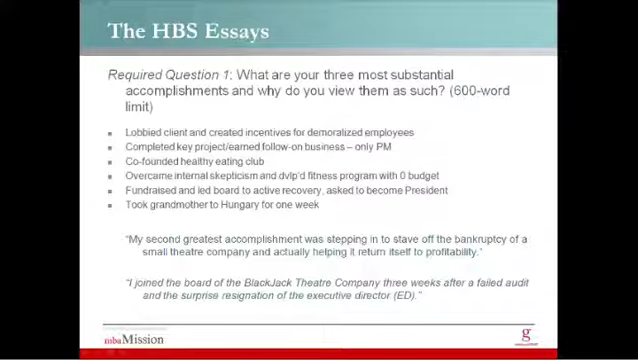 The HBS Essays
Required Question 1: What are your three most substantial
accomplishments and why do you view them as such? (600-word
limit)
Lobbied client and created incentives for demoralized employees
Completed key project/earned follow-on business – only PM
Co-founded healthy eating club
Overcame internal skepticism and dvlp'd fitness program with 0 budget
Fundraised and led board to active recovery, asked to become President
Took grandmother to Hungary for one week
"My second greatest accomplishment was stepping in to stave off the bankruptcy of a
small theatre company and actually helping it return itself to profitability."
"I joined the board of the BlackJack Theatre Company three weeks after a failed audit
and the surprise resignation of the executive director (ED)."
mbaMission
g